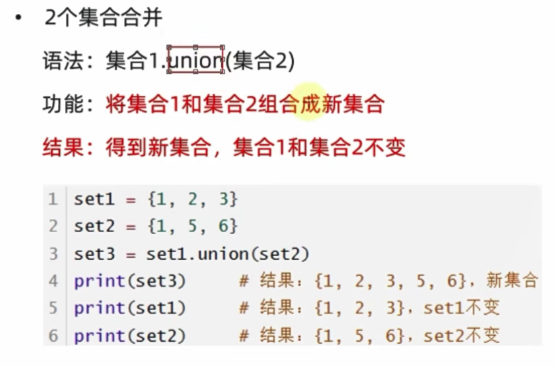 • 2个集合合并
语法：集合1.union(集合2)
功能：将集合1和集合2组合成新集合
结果：得到新集合，集合1和集合2不变
1 set1 = {1, 2, 3}
2 set2 = {1, 5, 6}
3 set3 = set1.union(set2)
4 print(set3) # 结果：{1, 2, 3, 5, 6}，新集合
5 print(set1) # 结果：{1, 2, 3}，set1不变
6 print(set2) # 结果：{1, 5, 6}，set2不变